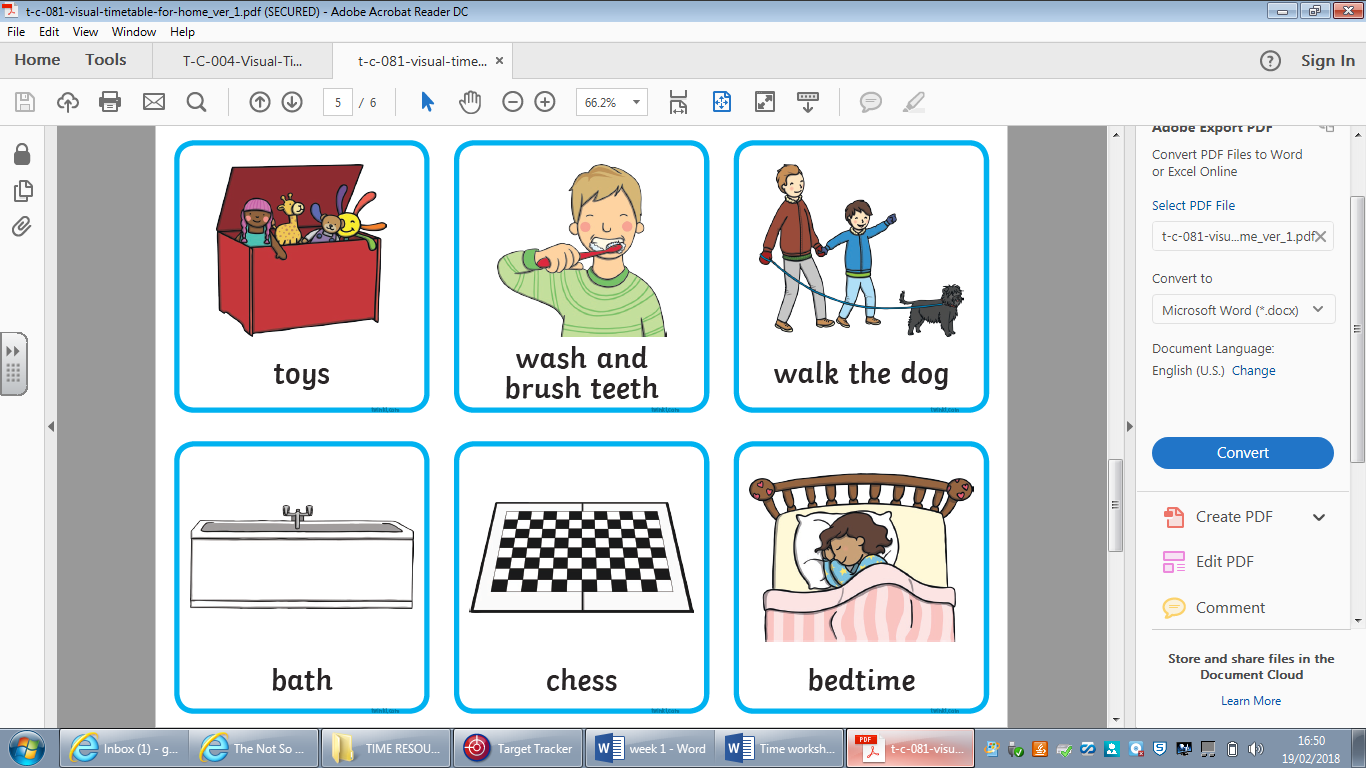 t-c-081-visual-timetable-for-home_ver_1.pdf (SECURED) - Adobe Acrobat Reader DC
File Edit View Window Help
Home Tools T-C-004-Visual-Ti... t-c-081-visual-time... Sign In
5 / 6 66.2%
Adobe Export PDF
Convert PDF Files to Word
or Excel Online
Select PDF File
t-c-081-visu...me_ver_1.pdf
Convert to
Microsoft Word (*.docx)
Document Language:
English (U.S.) Change
Convert
Create PDF
Edit PDF
Comment
Store and share files in the
Document Cloud
Learn More
toys
wash and
brush teeth
walk the dog
bath
chess
bedtime
Inbox (1) - g... The Not So ... TIME RESOU... Target Tracker week 1 - Word Time worksh... t-c-081-visu...
16:50
19/02/2018